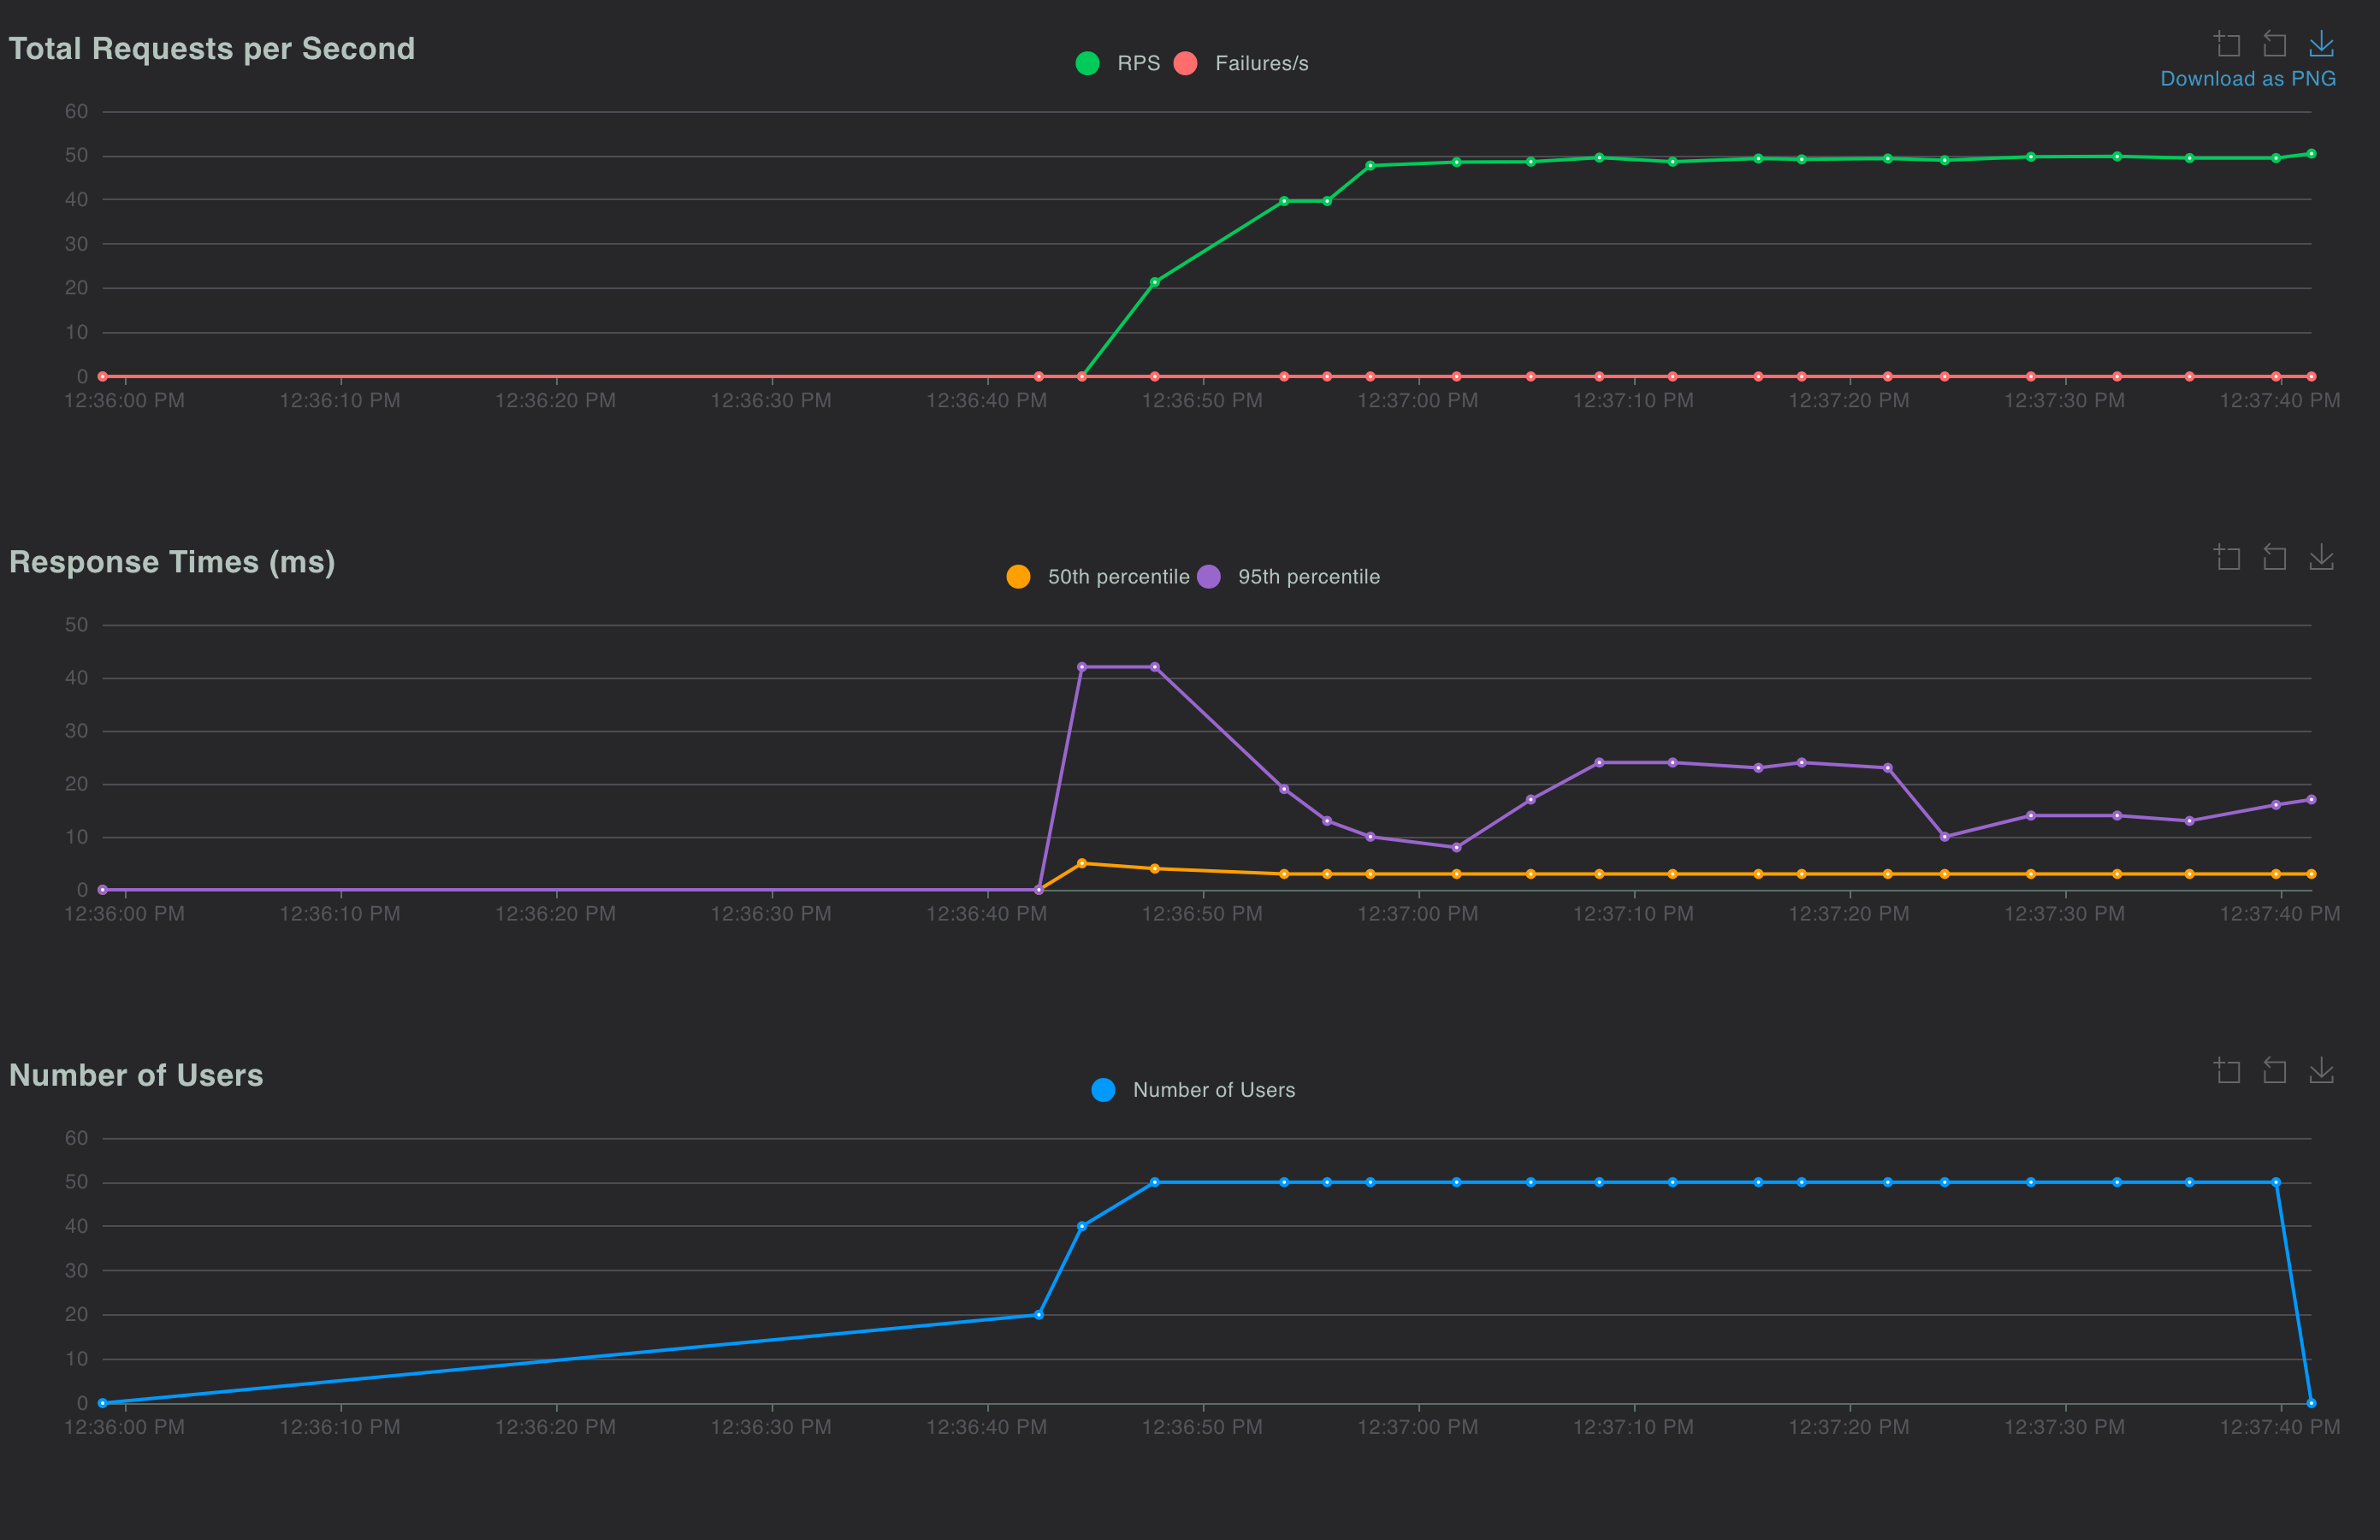 Total Requests per Second
RPS Failures/s
Download as PNG
60
50
40
30
20
10
0
12:36:00 PM 12:36:10 PM 12:36:20 PM 12:36:30 PM 12:36:40 PM 12:36:50 PM 12:37:00 PM 12:37:10 PM 12:37:20 PM 12:37:30 PM 12:37:40 PM
Response Times (ms)
50th percentile 95th percentile
50
40
30
20
10
0
12:36:00 PM 12:36:10 PM 12:36:20 PM 12:36:30 PM 12:36:40 PM 12:36:50 PM 12:37:00 PM 12:37:10 PM 12:37:20 PM 12:37:30 PM 12:37:40 PM
Number of Users
Number of Users
60
50
40
30
20
10
0
12:36:00 PM 12:36:10 PM 12:36:20 PM 12:36:30 PM 12:36:40 PM 12:36:50 PM 12:37:00 PM 12:37:10 PM 12:37:20 PM 12:37:30 PM 12:37:40 PM